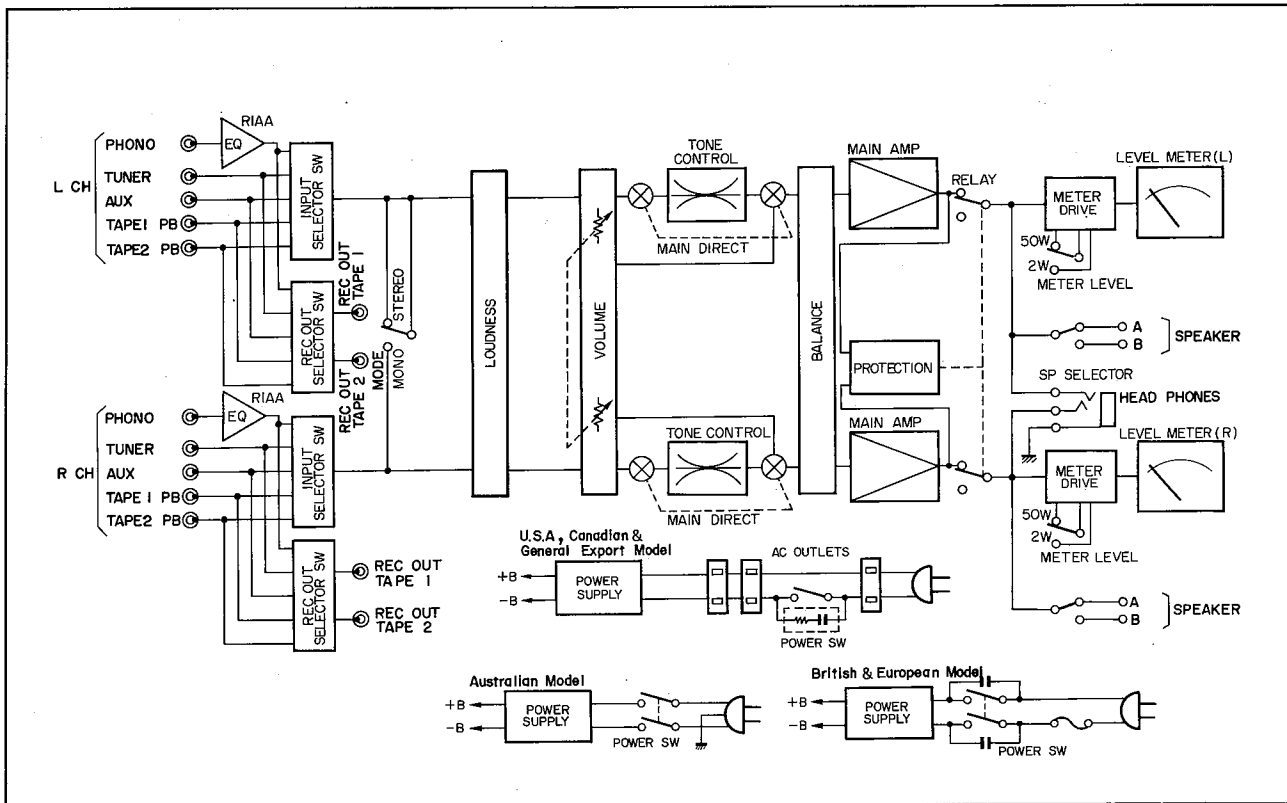 L CH
PHONO
TUNER
AUX
TAPE1 PB
TAPE2 PB
RIAA
EQ
INPUT
SELECTOR SW
REC OUT
SELECTOR SW
REC OUT
TAPE 1
REC OUT
TAPE 2
STEREO
MODE
MONO
LOUDNESS
VOLUME
TONE
CONTROL
MAIN DIRECT
BALANCE
MAIN AMP
RELAY
PROTECTION
METER
DRIVE
50W
2W
METER LEVEL
LEVEL METER(L)
A
B
SPEAKER
SP SELECTOR
HEAD PHONES
R CH
PHONO
TUNER
AUX
TAPE 1 PB
TAPE2 PB
RIAA
EQ
INPUT
SELECTOR SW
REC OUT
SELECTOR SW
REC OUT
TAPE 1
REC OUT
TAPE 2
TONE CONTROL
MAIN DIRECT
MAIN AMP
METER
DRIVE
50W
2W
METER LEVEL
LEVEL METER(R)
A
B
SPEAKER
U.S.A, Canadian &
General Export Model
+B
-B
POWER
SUPPLY
AC OUTLETS
POWER SW
Australian Model
+B
-B
POWER
SUPPLY
POWER SW
British & European Model
+B
-B
POWER
SUPPLY
POWER SW